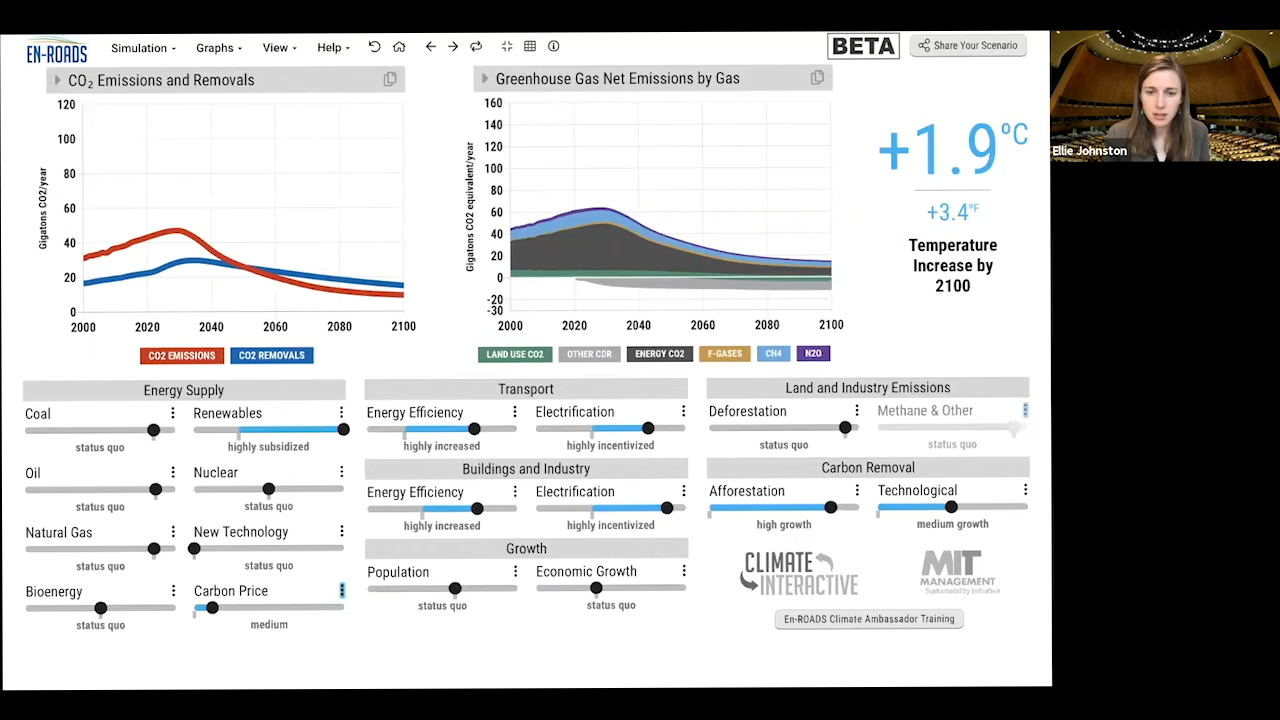 EN-ROADS
Simulation
Graphs
View
Help
BETA
Share Your Scenario
CO₂ Emissions and Removals
Gigatons CO2/year
120
100
80
60
40
20
0
2000 2020 2040 2060 2080 2100
CO2 EMISSIONS
CO2 REMOVALS
Greenhouse Gas Net Emissions by Gas
Gigatons CO2 equivalent/year
160
140
120
100
80
60
40
20
0
-20
-30
2000 2020 2040 2060 2080 2100
LAND USE CO2
OTHER CDR
ENERGY CO2
F-GASES
CH4
N2O
+1.9°C
+3.4°F
Temperature
Increase by
2100
Ellie Johnston
Energy Supply
Coal
status quo
Renewables
highly subsidized
Oil
status quo
Nuclear
status quo
Natural Gas
status quo
New Technology
status quo
Bioenergy
status quo
Carbon Price
medium
Transport
Energy Efficiency
highly increased
Electrification
highly incentivized
Buildings and Industry
Energy Efficiency
highly increased
Electrification
highly incentivized
Growth
Population
status quo
Economic Growth
status quo
Land and Industry Emissions
Deforestation
status quo
Methane & Other
status quo
Carbon Removal
Afforestation
high growth
Technological
medium growth
CLIMATE
INTERACTIVE
MIT
MANAGEMENT
Sustainability Initiative
En-ROADS Climate Ambassador Training